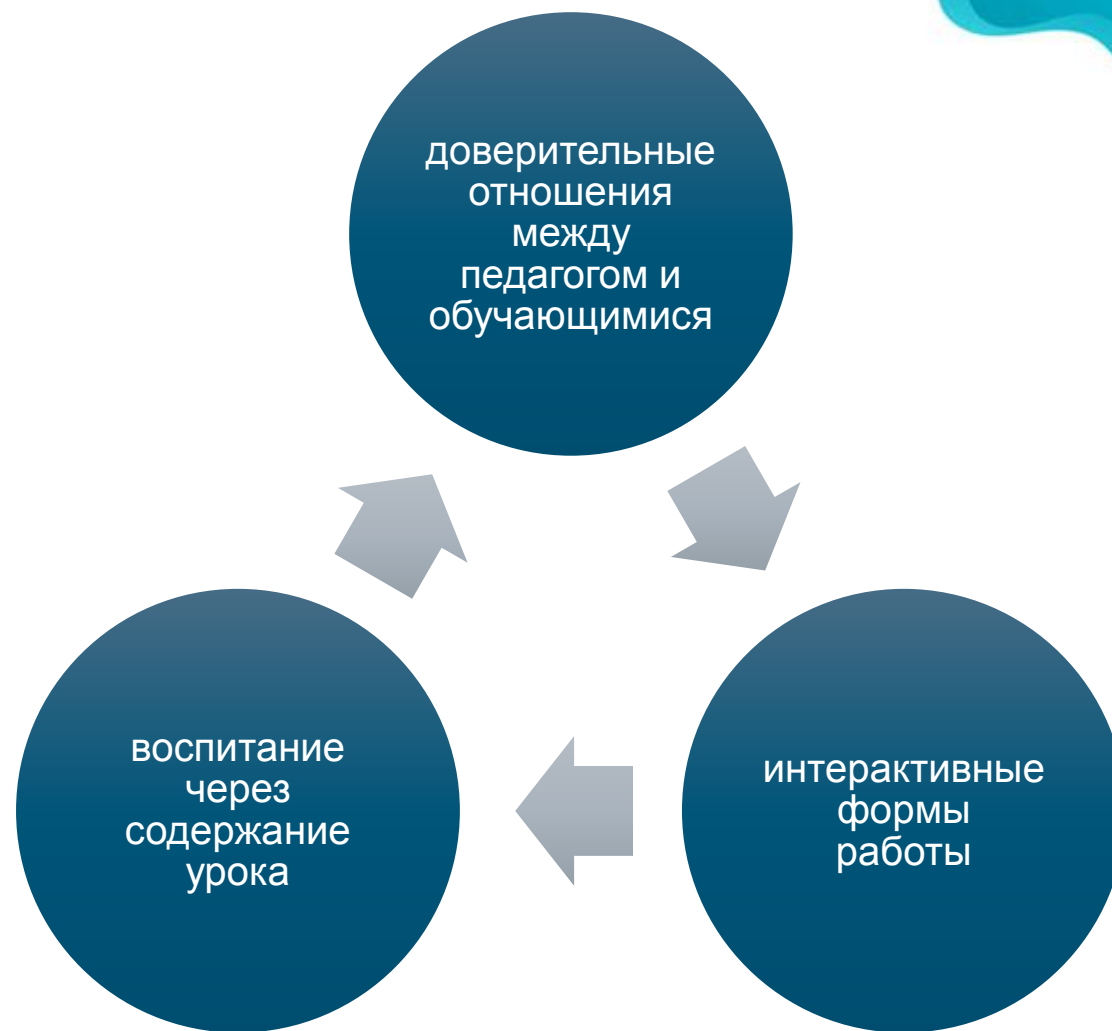 доверительные
отношения
между
педагогом и
обучающимися
интерактивные
формы
работы
воспитание
через
содержание
урока